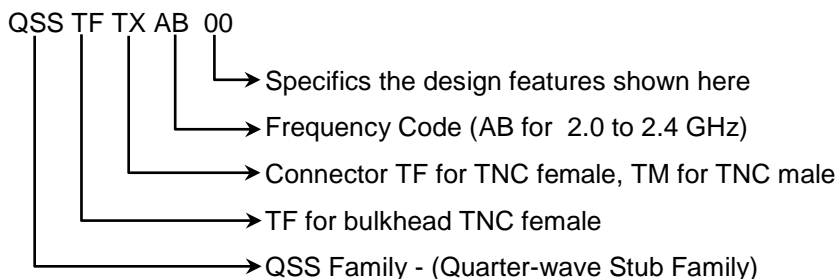 QSS TF TX AB 00
Specifics the design features shown here
Frequency Code (AB for 2.0 to 2.4 GHz)
Connector TF for TNC female, TM for TNC male
TF for bulkhead TNC female
QSS Family - (Quarter-wave Stub Family)